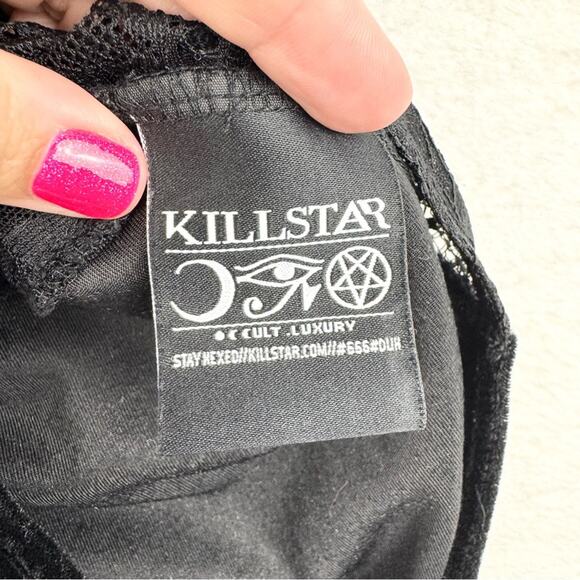 KILLSTAR
OCCULT .LUXURY
STAY HEXED//KILLSTAR.COM//#666#DUH